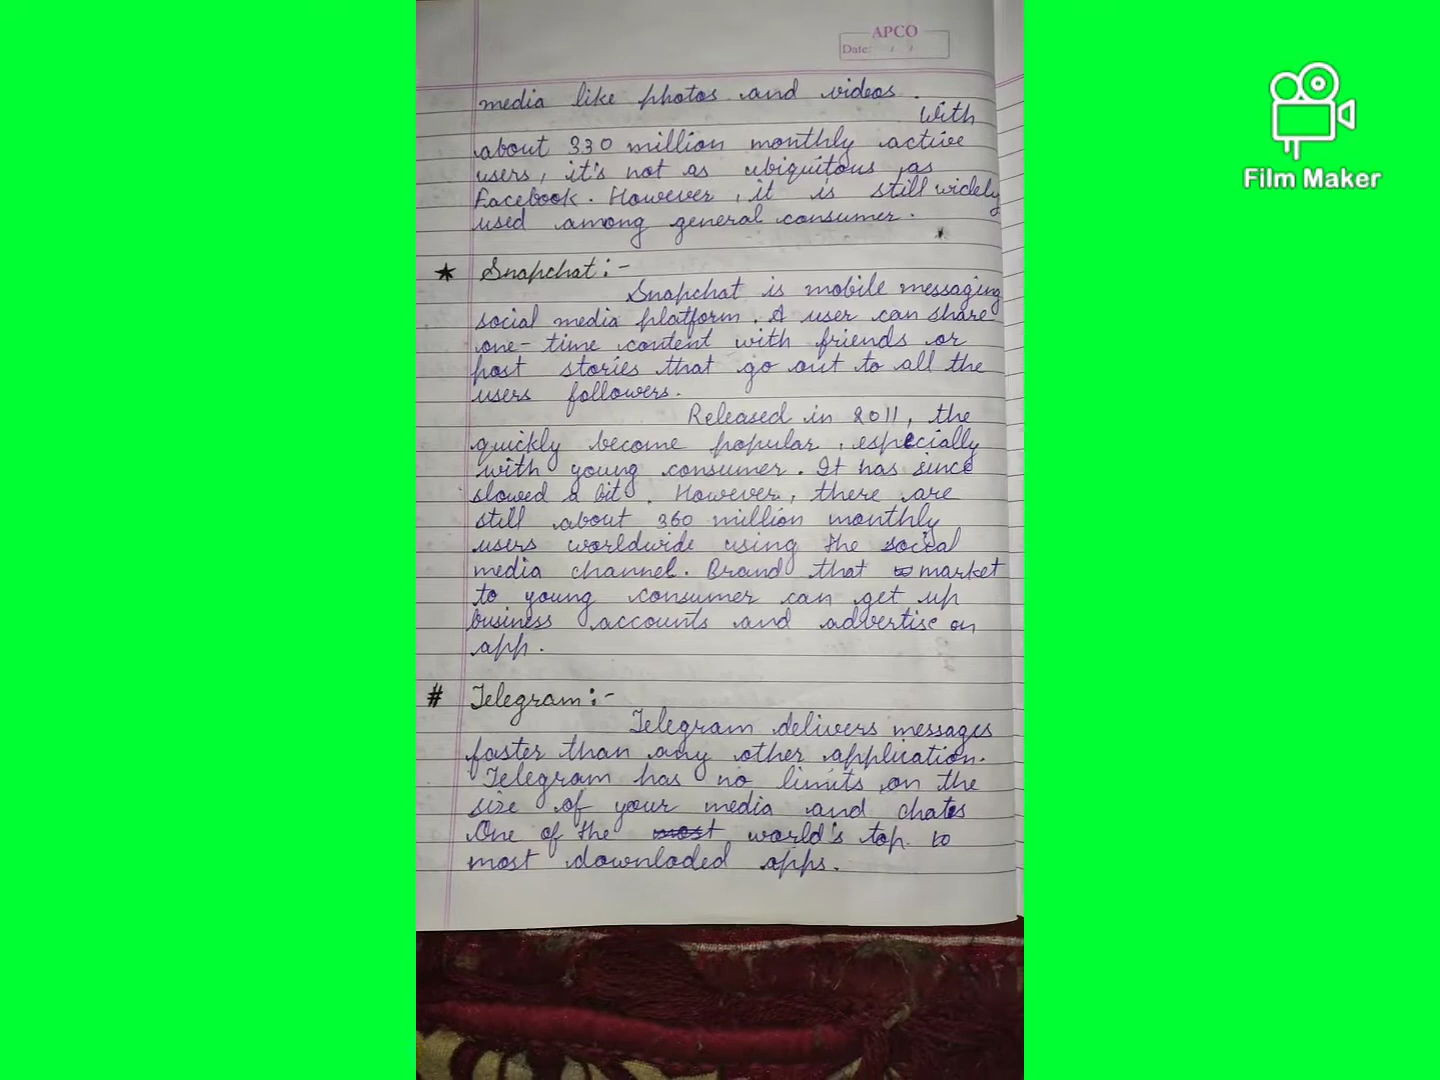 APCO
Date:
media like photos and videos.
With
about 330 million monthly active
users, it's not as ubiquitous as
Facebook. However, it is still widely
used among general consumer.
★ Snapchat:-
Snapchat is mobile messaging
social media platform. A user can share
one-time content with friends or
post stories that go out to all the
users followers.
Released in 2011, the
quickly become popular, especially
with young consumer. It has since
slowed a bit. However, there are
still about 360 million monthly
users worldwide using the social
media channel. Brand that market
to young consumer can get up
business accounts and advertise on
app.
# Telegram:-
Telegram delivers messages
faster than any other application.
Telegram has no limits on the
size of your media and chats
One of the most world's top 10
most downloded apps.
Film Maker